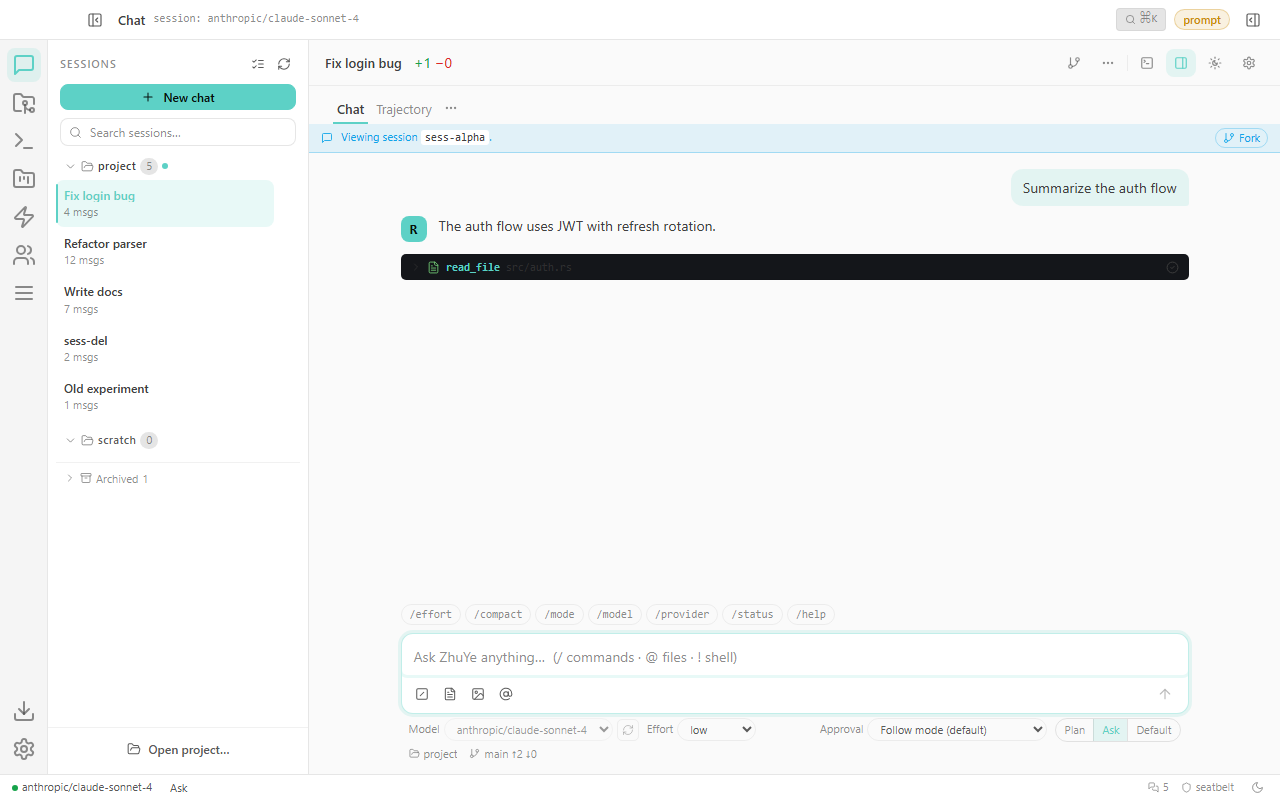 Chat session: anthropic/claude-sonnet-4
⌘K
prompt
SESSIONS
New chat
Search sessions...
project 5
Fix login bug
4 msgs
Refactor parser
12 msgs
Write docs
7 msgs
sess-del
2 msgs
Old experiment
1 msgs
scratch 0
Archived 1
Open project...
Fix login bug +1 −0
Chat Trajectory ···
Viewing session sess-alpha .
Fork
Summarize the auth flow
R The auth flow uses JWT with refresh rotation.
read_file src/auth.rs
/effort /compact /mode /model /provider /status /help
Ask ZhuYe anything... (/ commands · @ files · ! shell)
Model anthropic/claude-sonnet-4 Effort low Approval Follow mode (default) Plan Ask Default
project main ↑2 ↓0
anthropic/claude-sonnet-4 Ask
5 seatbelt